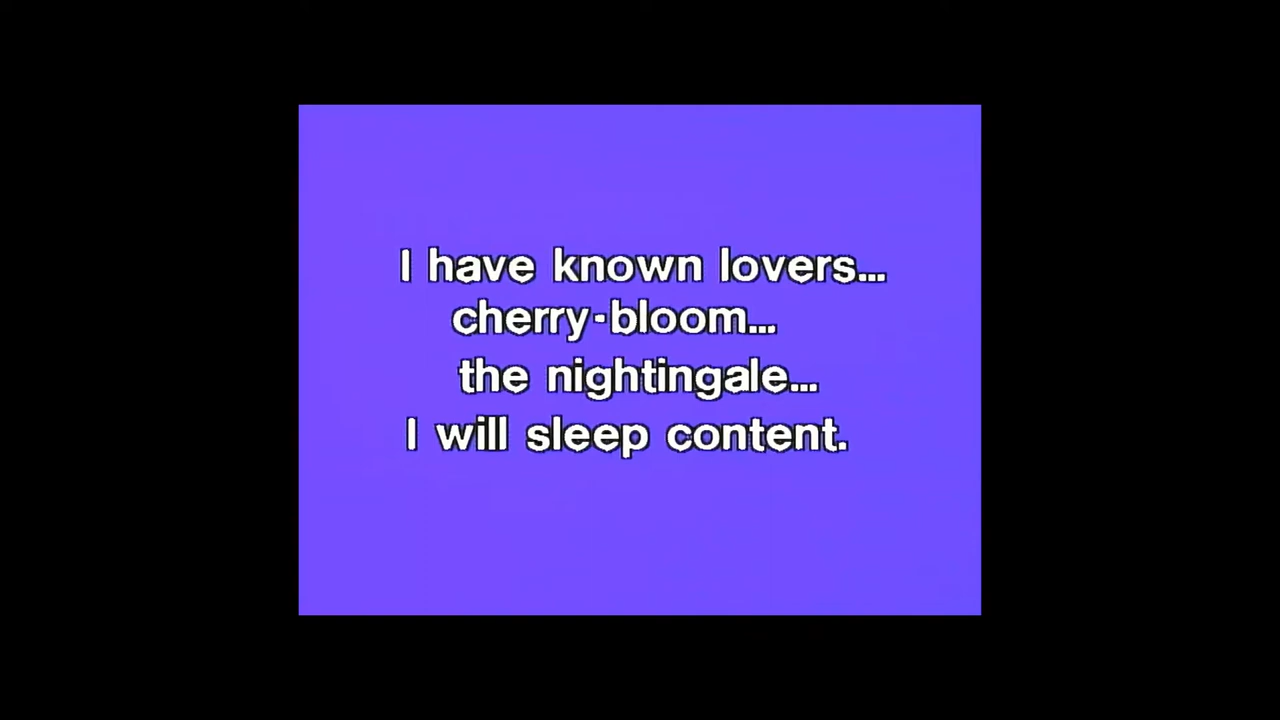 I have known lovers...
cherry-bloom...
the nightingale...
I will sleep content.